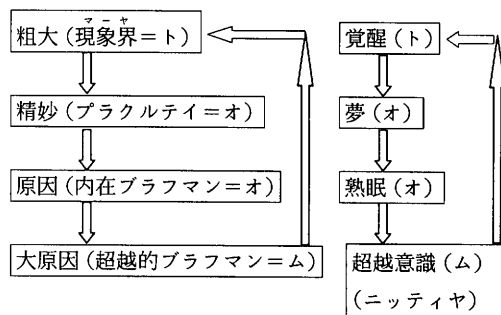 マーヤ
粗大(現象界=ト)
精妙(プラクルテイ=オ)
原因(内在ブラフマン=オ)
大原因(超越的ブラフマン=ム)
覚醒(ト)
夢(オ)
熟眠(オ)
超越意識(ム)
(ニッティヤ)